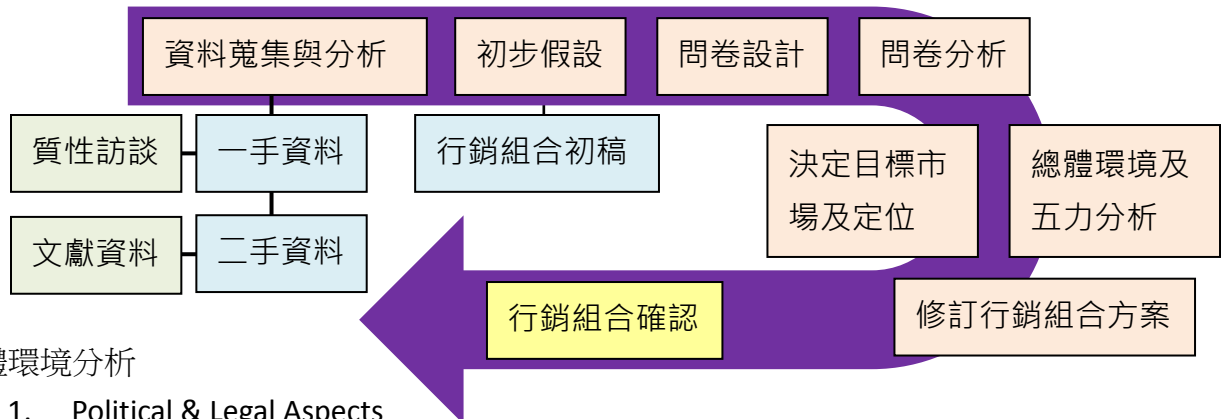 資料蒐集與分析
初步假設
問卷設計
問卷分析
質性訪談
一手資料
行銷組合初稿
決定目標市
場及定位
總體環境及
五力分析
文獻資料
二手資料
行銷組合確認
修訂行銷組合方案
體環境分析
1. Political & Legal Aspects